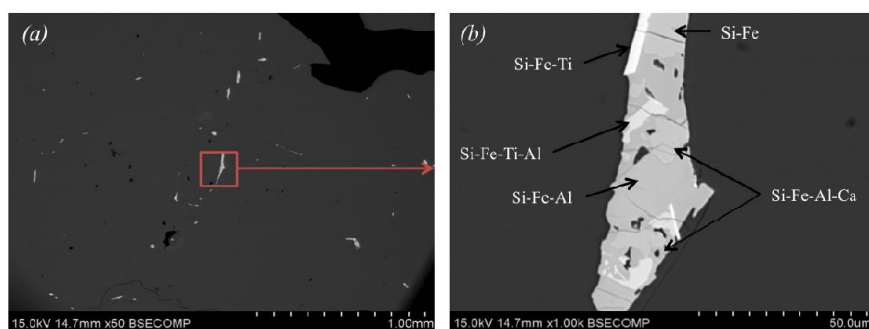 (a)
15.0kV 14.7mm x50 BSECOMP 1.00mm
(b)
Si-Fe
Si-Fe-Ti
Si-Fe-Ti-Al
Si-Fe-Al
Si-Fe-Al-Ca
15.0kV 14.7mm x1.00k BSECOMP 50.0um